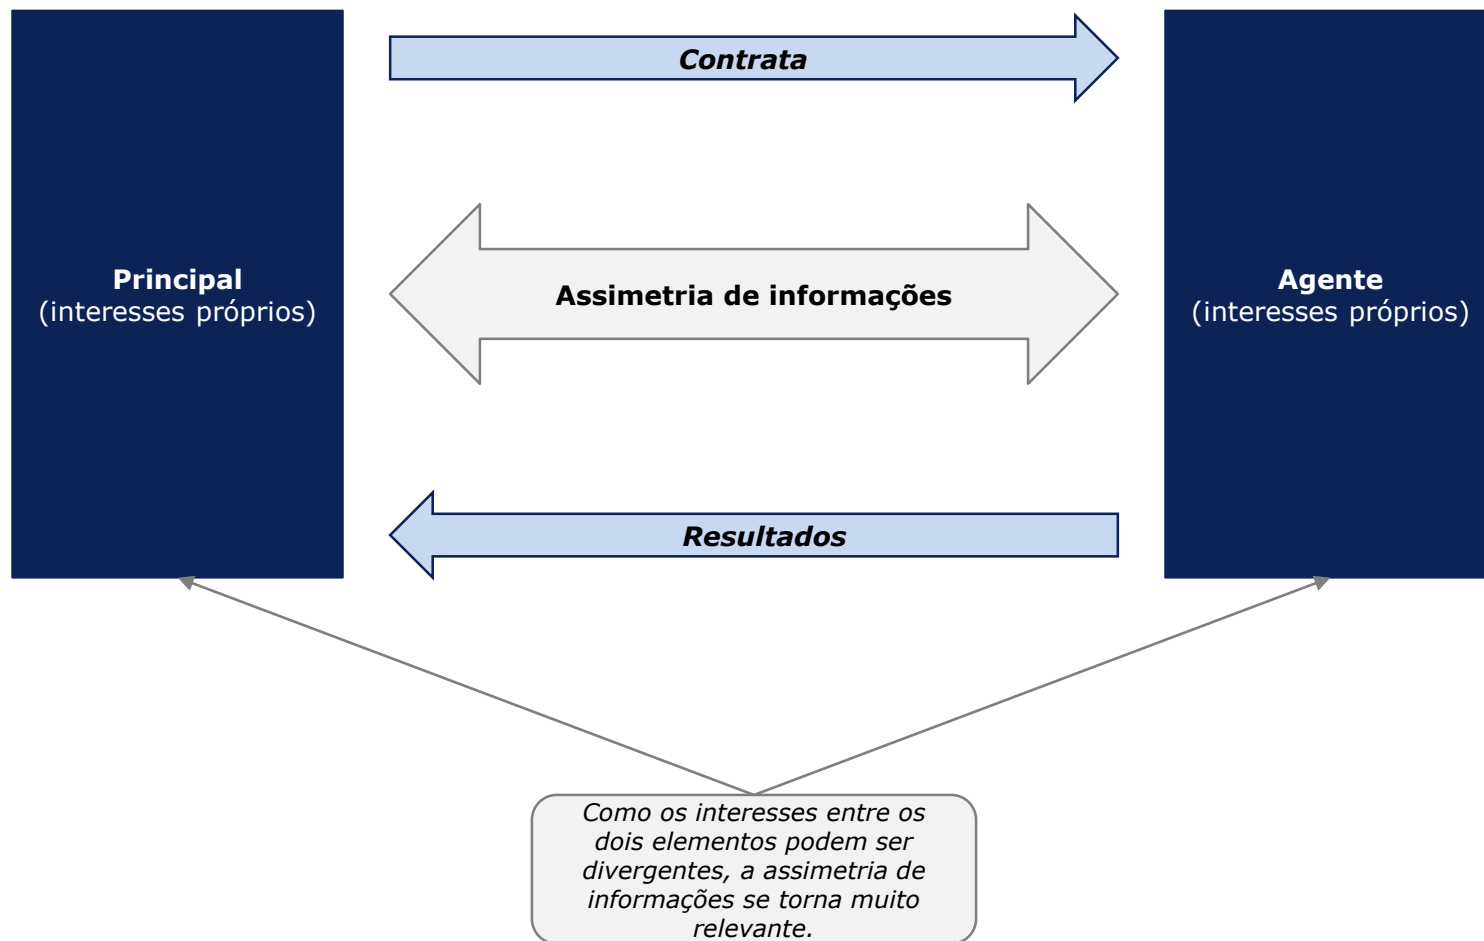 Contrata
Principal
(interesses próprios)
Assimetria de informações
Agente
(interesses próprios)
Resultados
Como os interesses entre os
dois elementos podem ser
divergentes, a assimetria de
informações se torna muito
relevante.